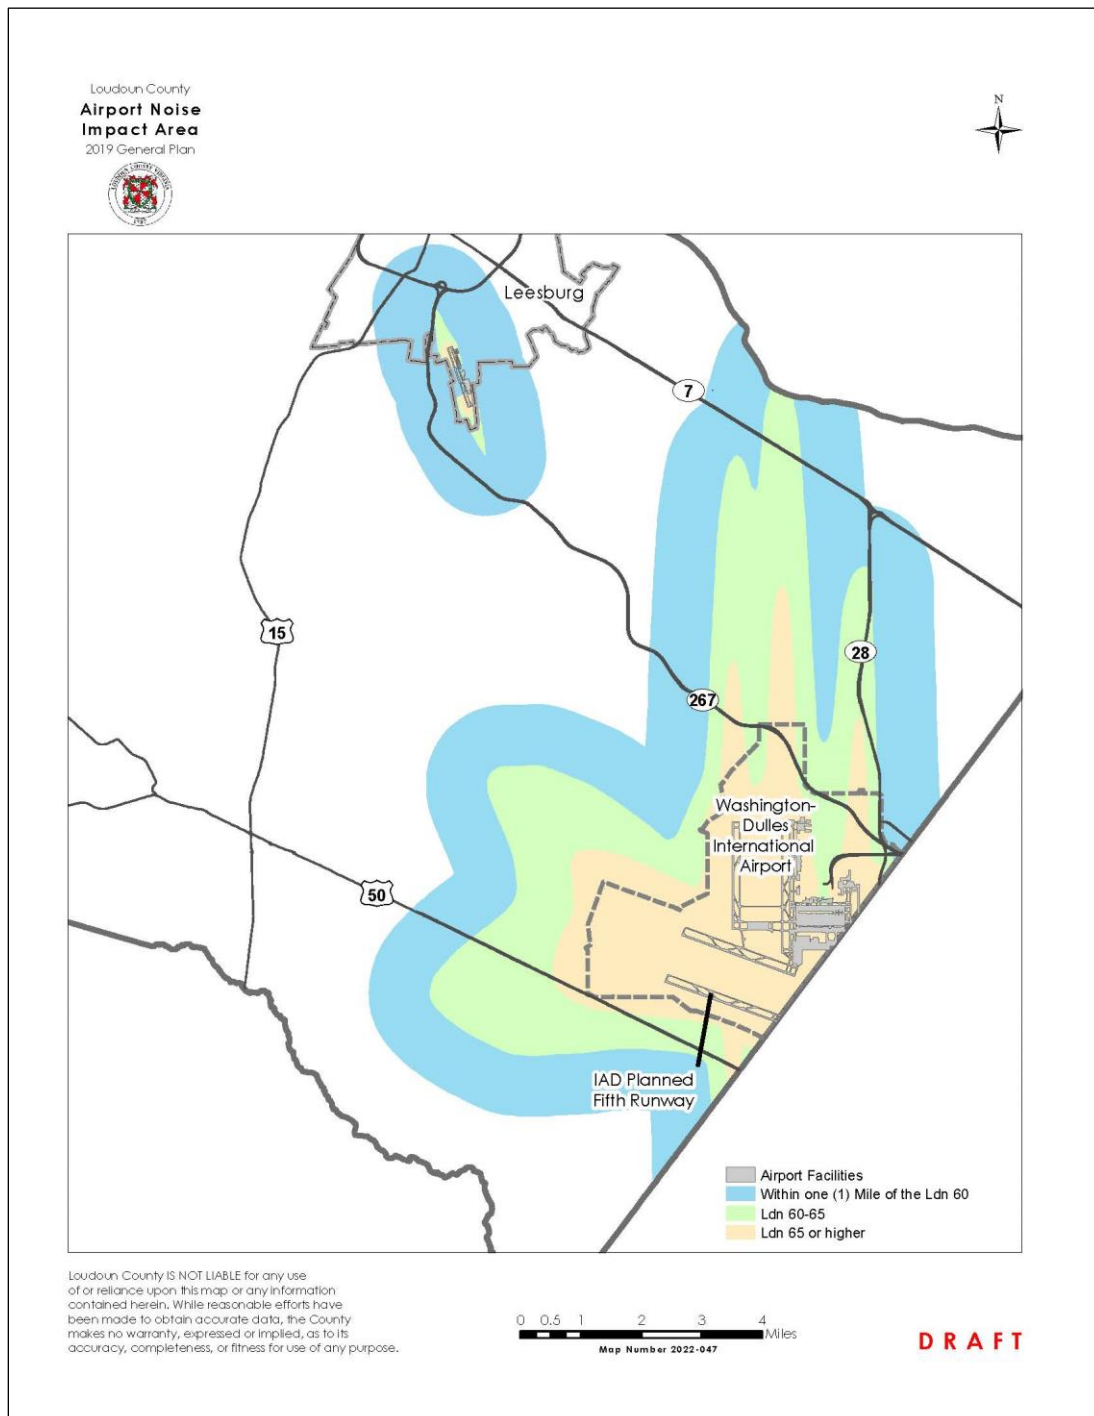 Loudoun County
Airport Noise
Impact Area
2019 General Plan
N
Leesburg
7
15
28
267
Washington-
Dulles
International
Airport
50
IAD Planned
Fifth Runway
Airport Facilities
Within one (1) Mile of the Ldn 60
Ldn 60-65
Ldn 65 or higher
Loudoun County IS NOT LIABLE for any use
of or reliance upon this map or any information
contained herein. While reasonable efforts have
been made to obtain accurate data, the County
makes no warranty, expressed or implied, as to its
accuracy, completeness, or fitness for use of any purpose.
0 0.5 1 2 3 4
Miles
Map Number 2022-047
DRAFT